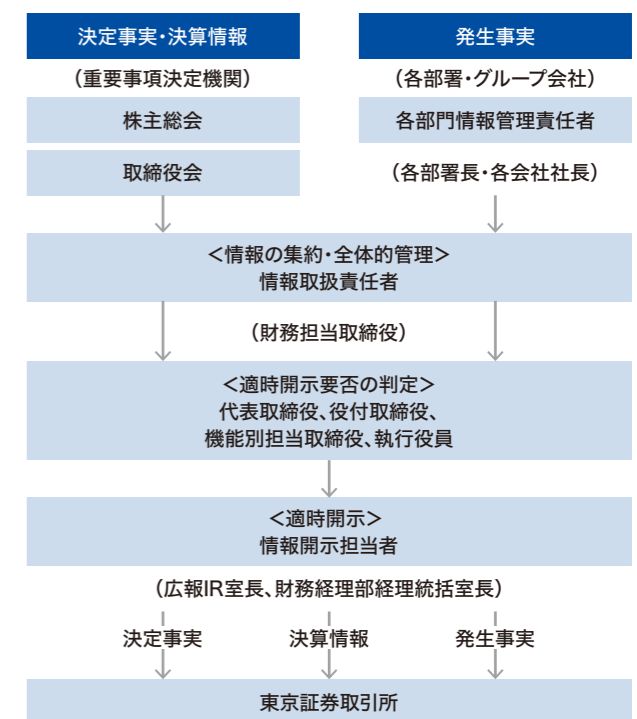 決定事実・決算情報
(重要事項決定機関)
株主総会
取締役会
発生事実
(各部署・グループ会社)
各部門情報管理責任者
(各部署長・各会社社長)
<情報の集約・全体的管理>
情報取扱責任者
(財務担当取締役)
<適時開示要否の判定>
代表取締役、役付取締役、
機能別担当取締役、執行役員
<適時開示>
情報開示担当者
(広報IR室長、財務経理部経理統括室長)
決定事実
決算情報
発生事実
東京証券取引所